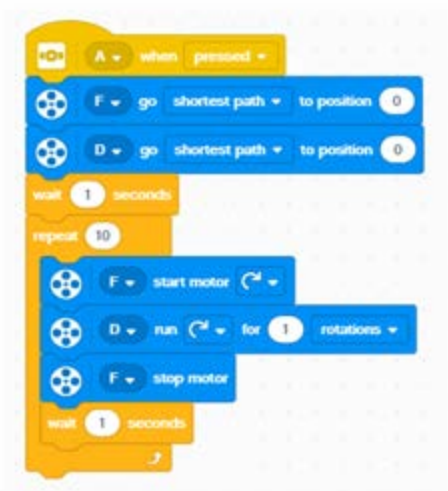 A when pressed
F go shortest path to position 0
D go shortest path to position 0
wait 1 seconds
repeat 10
F start motor
D run for 1 rotations
F stop motor
wait 1 seconds